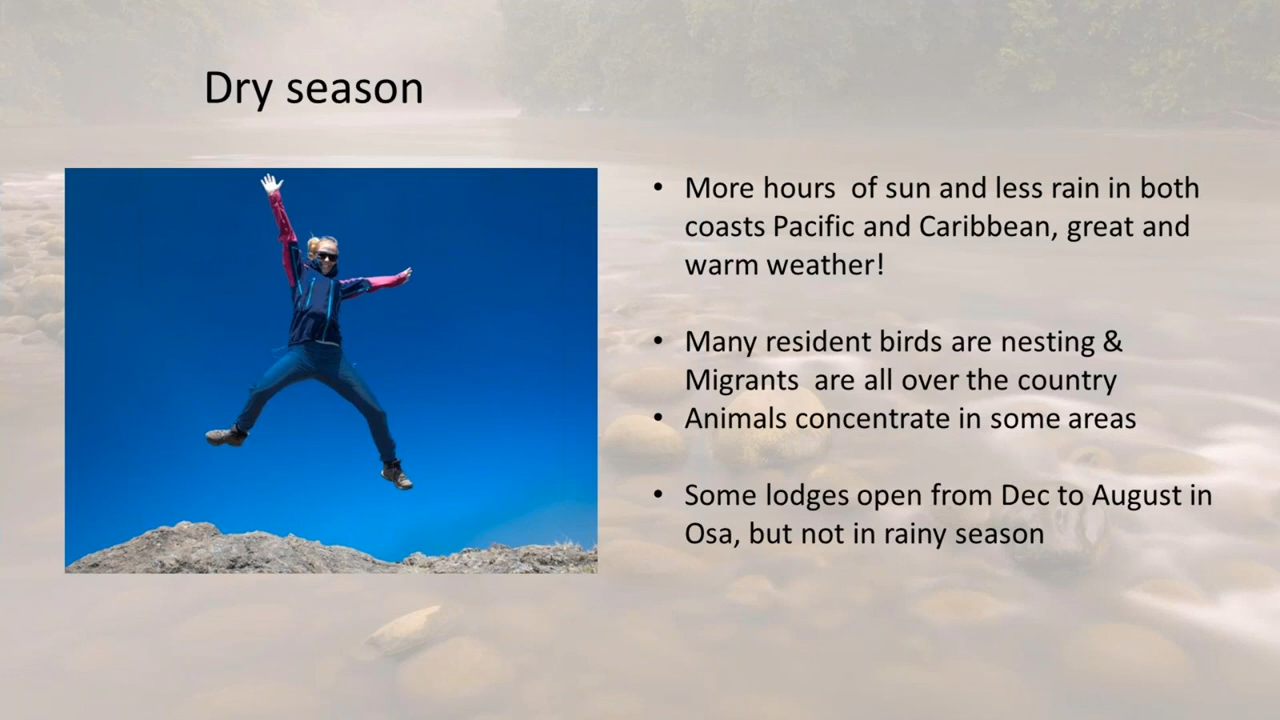 Dry season
• More hours  of sun and less rain in both
coasts Pacific and Caribbean, great and
warm weather!
• Many resident birds are nesting &
Migrants  are all over the country
• Animals concentrate in some areas
• Some lodges open from Dec to August in
Osa, but not in rainy season